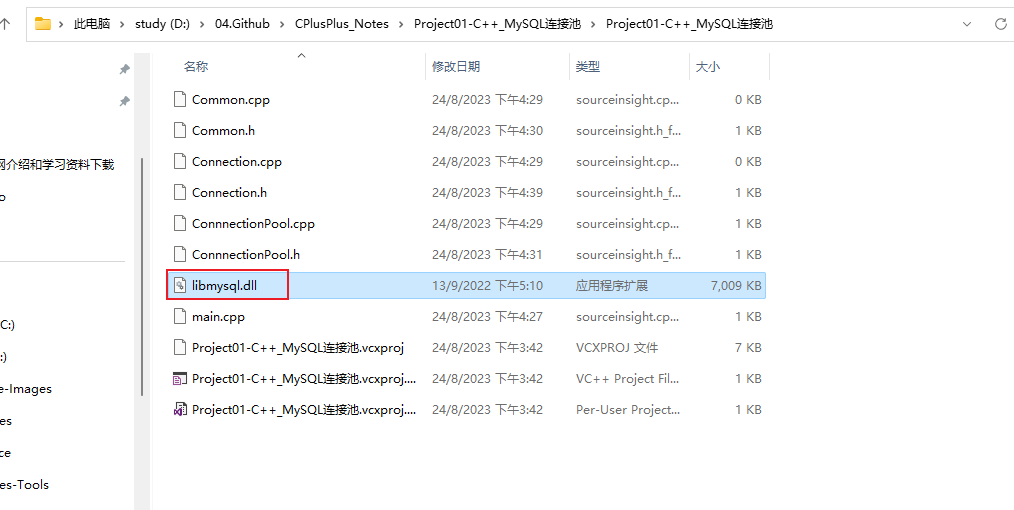 此电脑 > study (D:) > 04.Github > CPlusPlus_Notes > Project01-C++_MySQL连接池 > Project01-C++_MySQL连接池
名称 修改日期 类型 大小
Common.cpp 24/8/2023 下午4:29 sourceinsight.cp... 0 KB
Common.h 24/8/2023 下午4:30 sourceinsight.h_f... 1 KB
网介绍和学习资料下载
Connection.cpp 24/8/2023 下午4:29 sourceinsight.cp... 0 KB
o
Connection.h 24/8/2023 下午4:39 sourceinsight.h_f... 1 KB
ConnnectionPool.cpp 24/8/2023 下午4:29 sourceinsight.cp... 1 KB
ConnnectionPool.h 24/8/2023 下午4:31 sourceinsight.h_f... 1 KB
libmysql.dll 13/9/2022 下午5:10 应用程序扩展 7,009 KB
C:)
main.cpp 24/8/2023 下午4:27 sourceinsight.cp... 1 KB
:)
Project01-C++_MySQL连接池.vcxproj 24/8/2023 下午3:42 VCXPROJ 文件 7 KB
e-Images
Project01-C++_MySQL连接池.vcxproj.... 24/8/2023 下午3:42 VC++ Project Fil... 1 KB
es
Project01-C++_MySQL连接池.vcxproj.... 24/8/2023 下午3:42 Per-User Project... 1 KB
ce
es-Tools